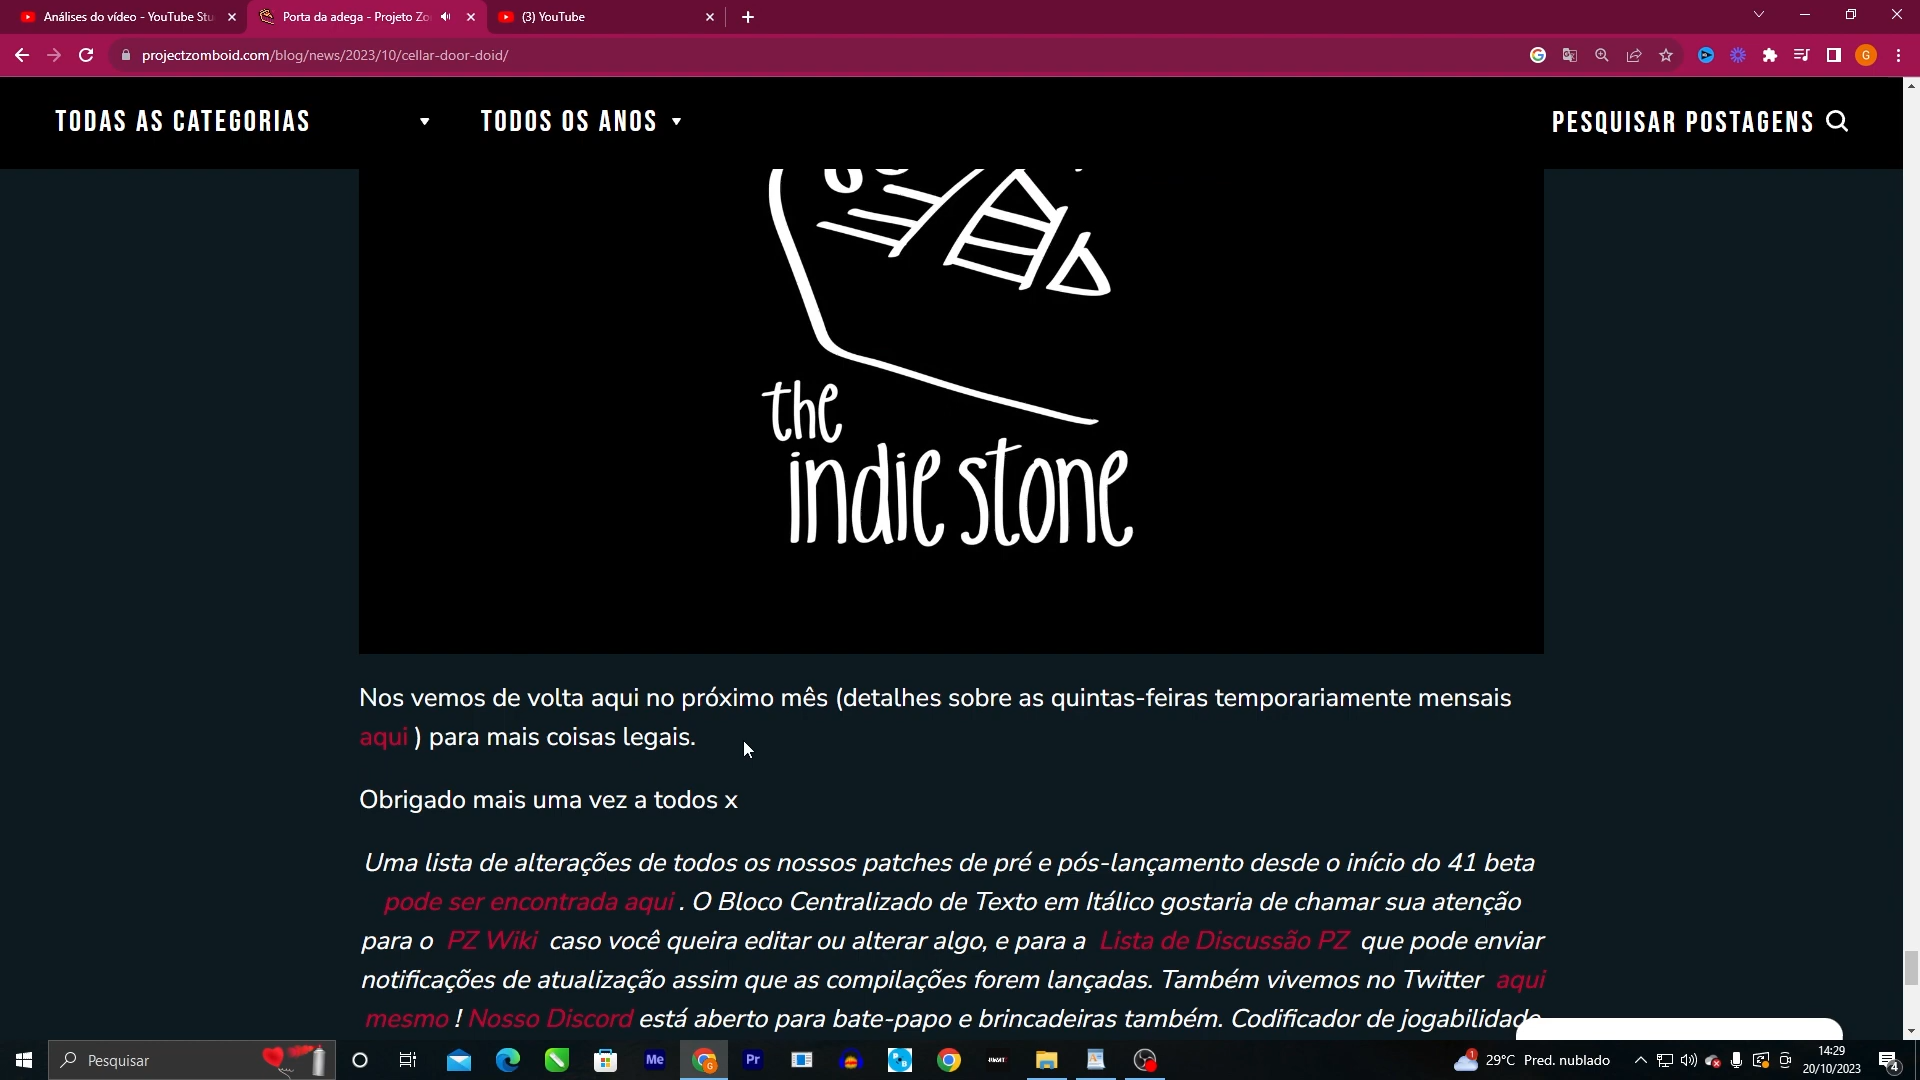 Análises do vídeo - YouTube Stu
Porta da adega - Projeto Zo
(3) YouTube
projectzomboid.com/blog/news/2023/10/cellar-door-doid/
TODAS AS CATEGORIAS
TODOS OS ANOS
PESQUISAR POSTAGENS
the
indie stone
Nos vemos de volta aqui no próximo mês (detalhes sobre as quintas-feiras temporariamente mensais
aqui ) para mais coisas legais.
Obrigado mais uma vez a todos x
Uma lista de alterações de todos os nossos patches de pré e pós-lançamento desde o início do 41 beta
pode ser encontrada aqui . O Bloco Centralizado de Texto em Itálico gostaria de chamar sua atenção
para o PZ Wiki caso você queira editar ou alterar algo, e para a Lista de Discussão PZ que pode enviar
notificações de atualização assim que as compilações forem lançadas. Também vivemos no Twitter aqui
mesmo ! Nosso Discord está aberto para bate-papo e brincadeiras também. Codificador de jogabilidade
Pesquisar
Me
Pr
1
29°C Pred. nublado
14:29
20/10/2023
4
G